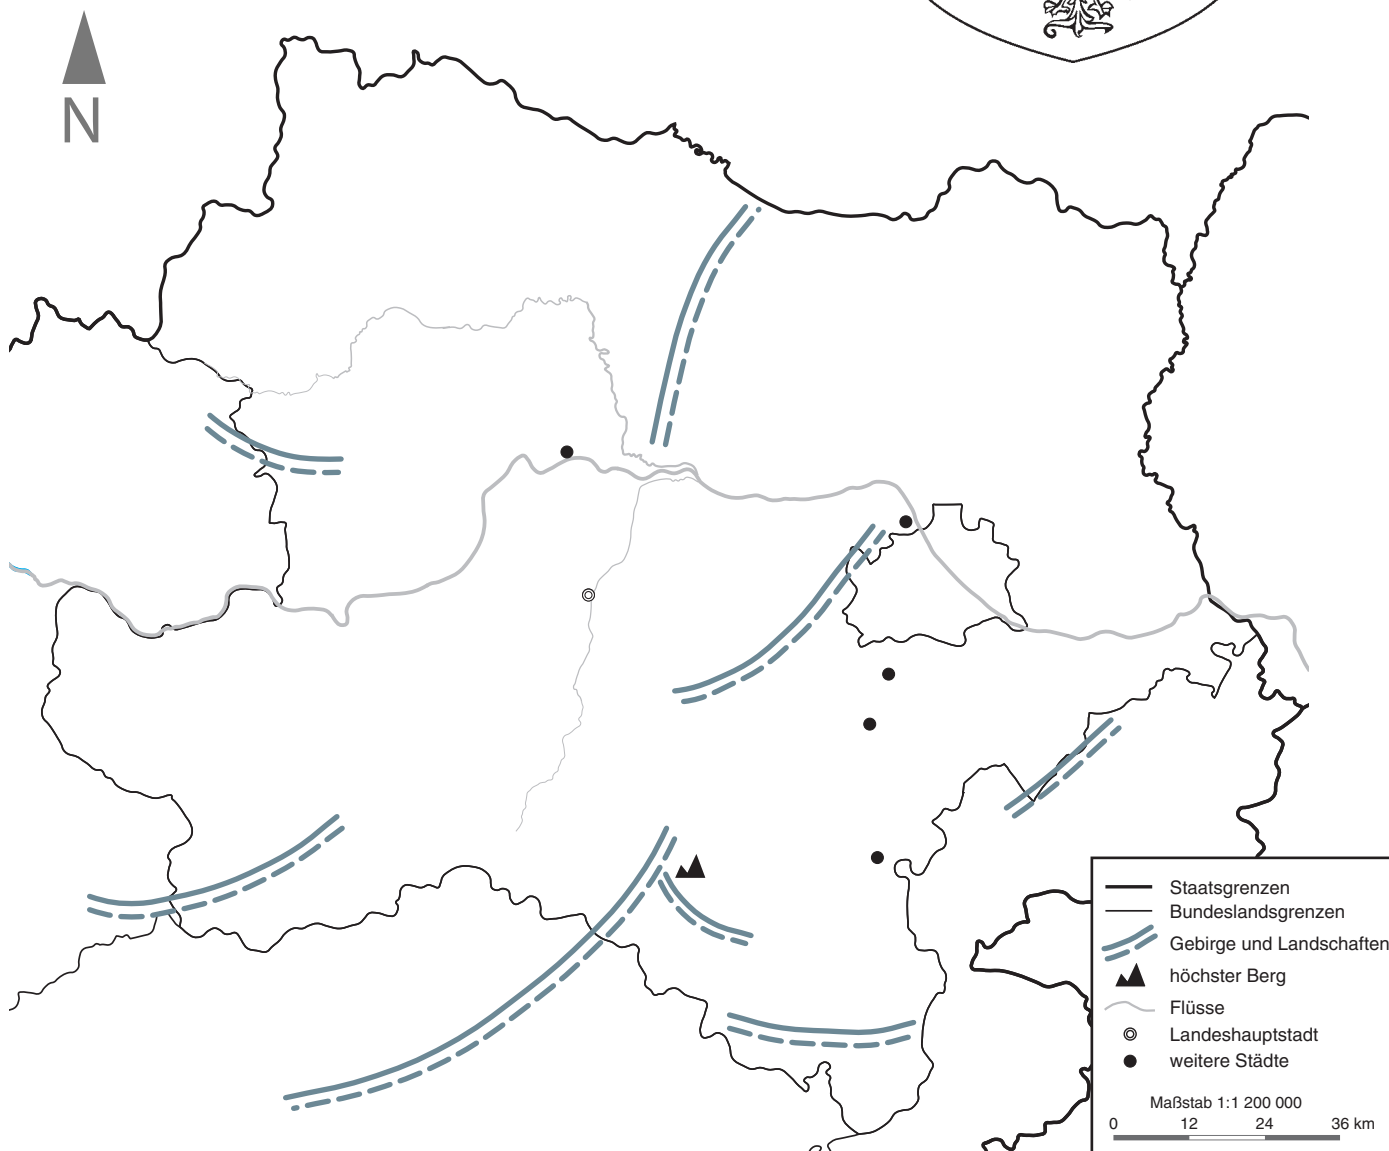 N
Staatsgrenzen
Bundeslandsgrenzen
Gebirge und Landschaften
höchster Berg
Flüsse
Landeshauptstadt
weitere Städte
Maßstab 1:1 200 000
0 12 24 36 km